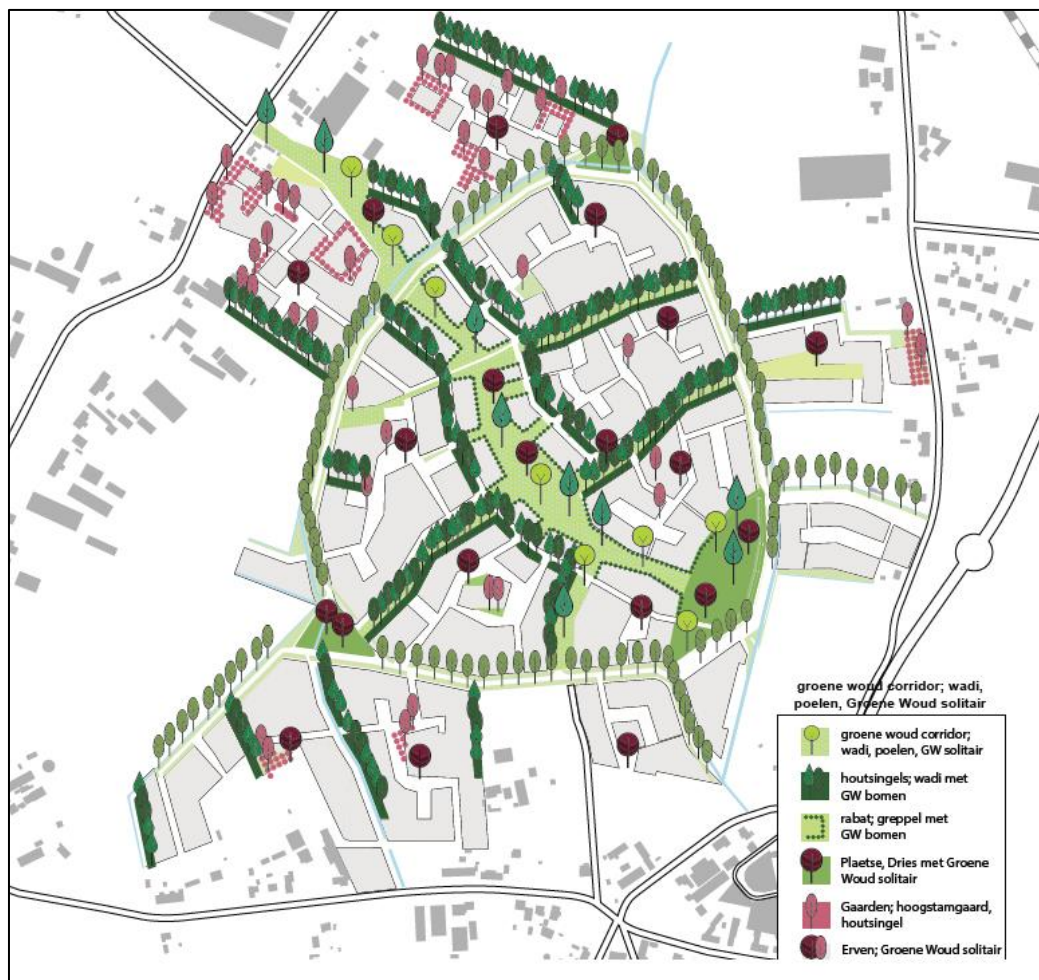 groene woud corridor; wadi,
poelen, Groene Woud solitair
groene woud corridor;
wadi, poelen, GW solitair
houtsingels; wadi met
GW bomen
rabat; greppel met
GW bomen
Plaetse, Dries met Groene
Woud solitair
Gaarden; hoogstamgaard,
houtsingel
Erven; Groene Woud solitair